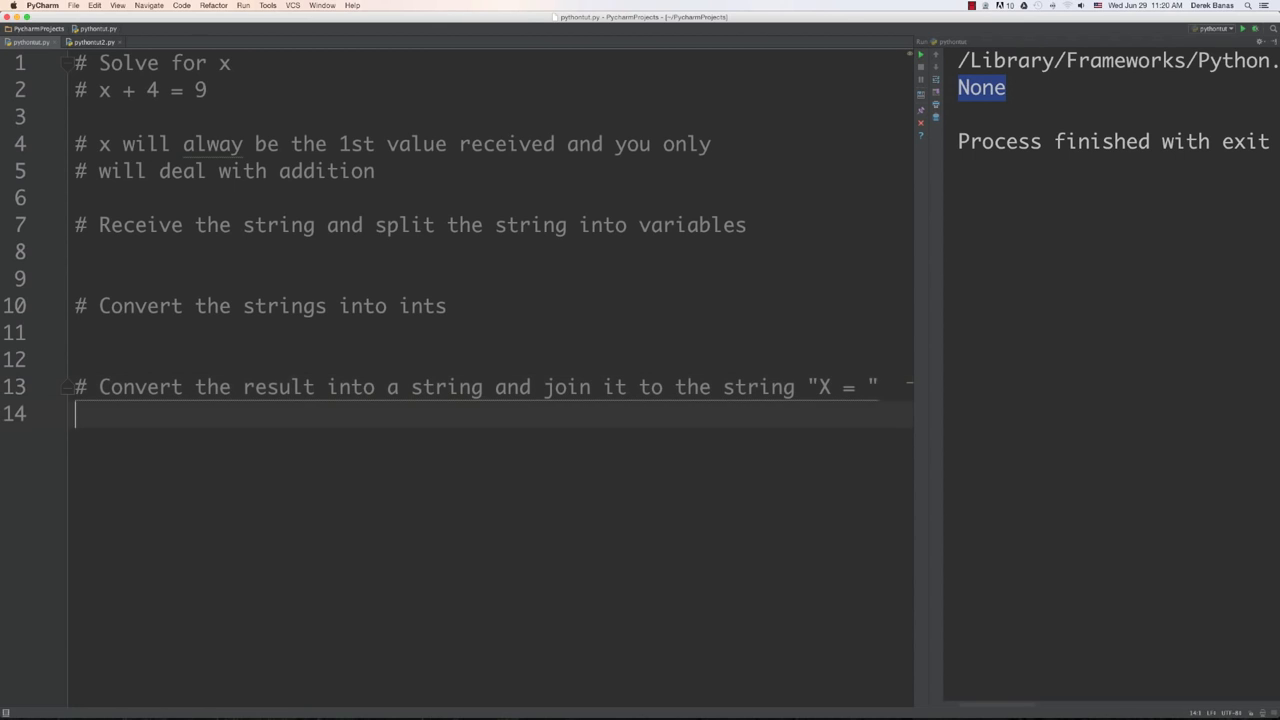 PyCharm File Edit View Navigate Code Refactor Run Tools VCS Window Help 10 Wed Jun 29 11:20 AM Derek Banas
pythontut.py - PycharmProjects - [~/PycharmProjects]
PycharmProjects pythontut.py pythontut
pythontut.py pythontut2.py Run pythontut
1 # Solve for x
2 # x + 4 = 9
3
4 # x will alway be the 1st value received and you only
5 # will deal with addition
6
7 # Receive the string and split the string into variables
8
9
10 # Convert the strings into ints
11
12
13 # Convert the result into a string and join it to the string "X = "
14
/Library/Frameworks/Python.
None
Process finished with exit
14:1 LF÷ UTF-8÷